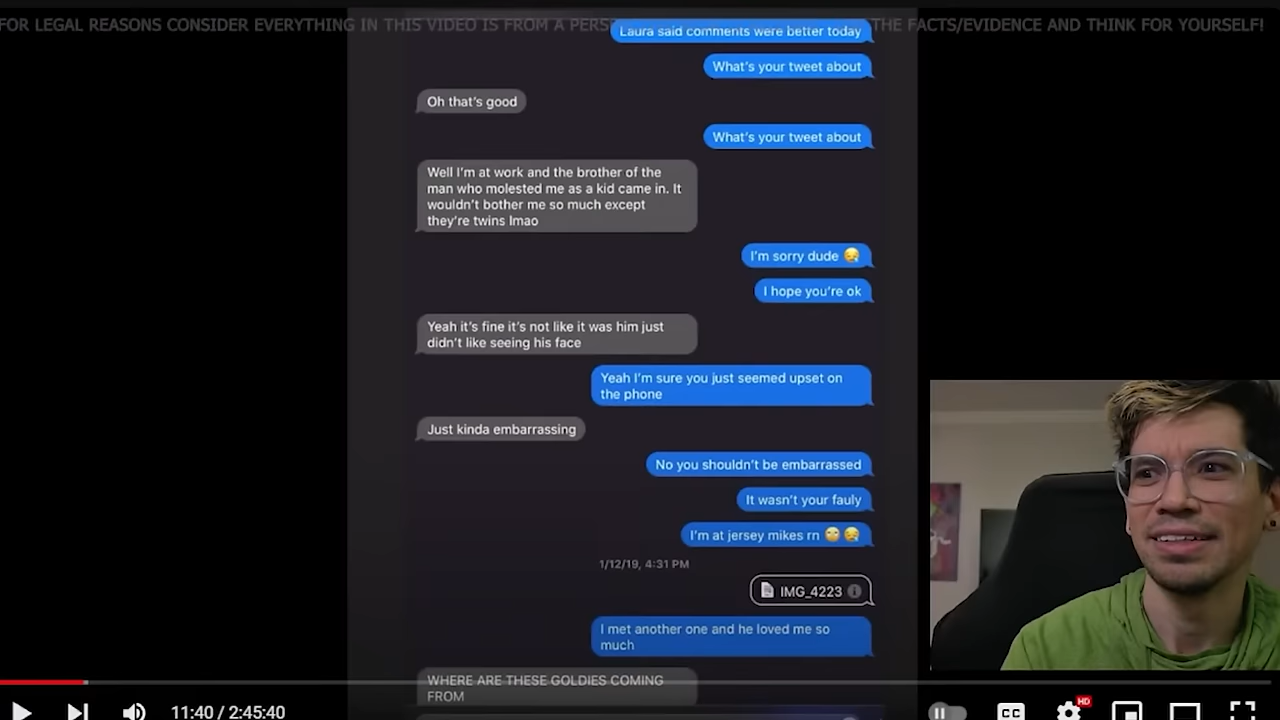 FOR LEGAL REASONS CONSIDER EVERYTHING IN THIS VIDEO IS FROM A PERS THE FACTS/EVIDENCE AND THINK FOR YOURSELF!
Laura said comments were better today
What's your tweet about
Oh that's good
What's your tweet about
Well I'm at work and the brother of the
man who molested me as a kid came in. It
wouldn't bother me so much except
they're twins lmao
I'm sorry dude 😪
I hope you're ok
Yeah it's fine it's not like it was him just
didn't like seeing his face
Yeah I'm sure you just seemed upset on
the phone
Just kinda embarrassing
No you shouldn't be embarrassed
It wasn't your fauly
I'm at jersey mikes rn 🙄😪
1/12/19, 4:31 PM
IMG_4223
I met another one and he loved me so
much
WHERE ARE THESE GOLDIES COMING
FROM
11:40 / 2:45:40
CC
HD